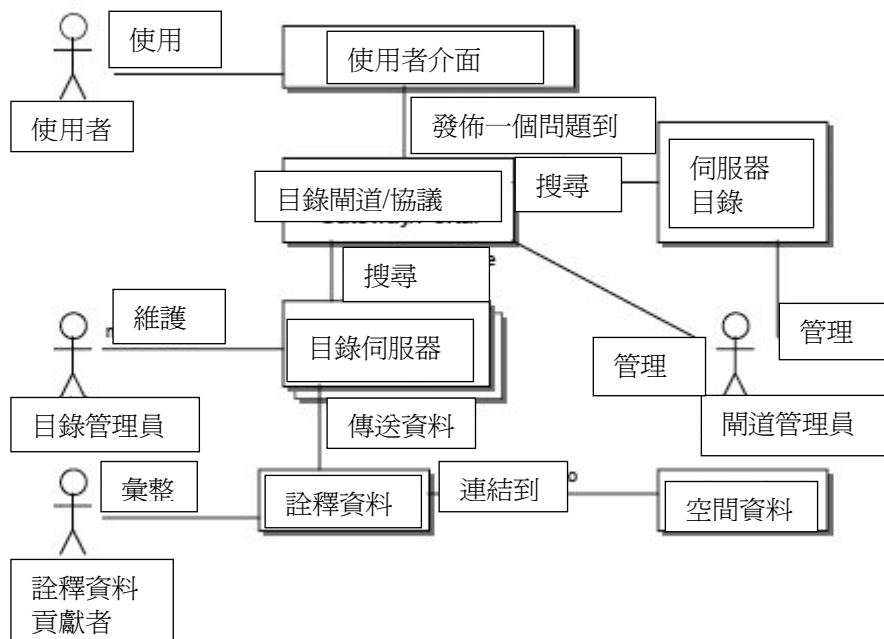 使用
使用者介面
使用者
發佈一個問題到
伺服器
目錄
目錄閘道/協議
搜尋
搜尋
維護
目錄伺服器
管理
管理
目錄管理員
傳送資料
閘道管理員
彙整
詮釋資料
連結到
空間資料
詮釋資料
貢獻者